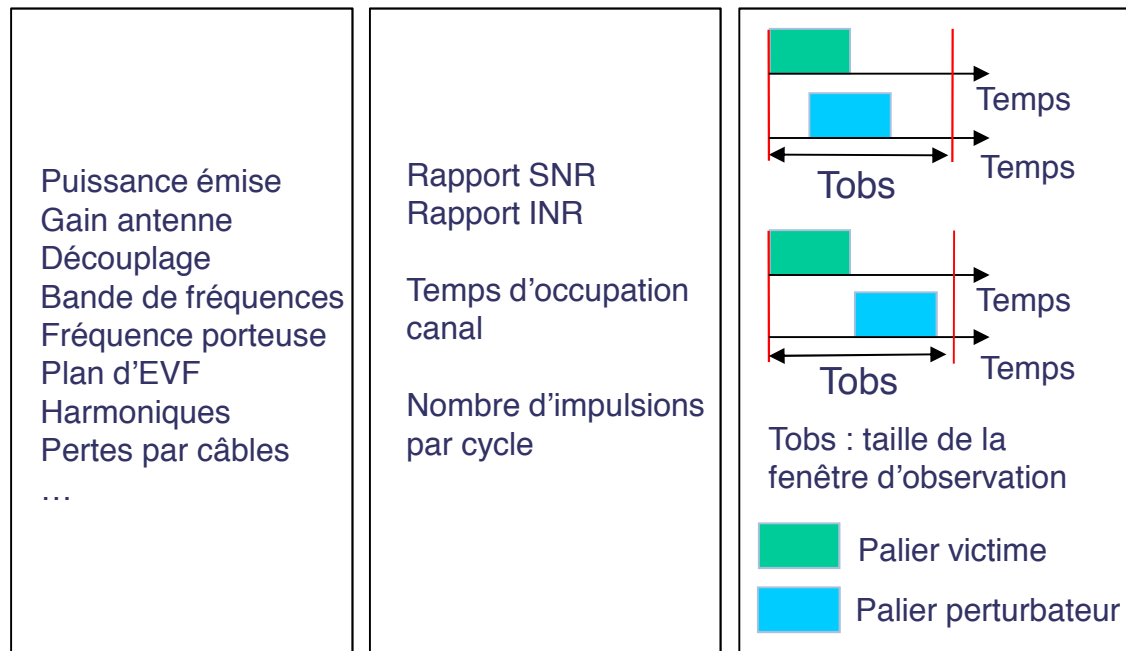 Puissance émise
Gain antenne
Découplage
Bande de fréquences
Fréquence porteuse
Plan d'EVF
Harmoniques
Pertes par câbles
…
Rapport SNR
Rapport INR
Temps d'occupation
canal
Nombre d'impulsions
par cycle
Temps
Temps
Tobs
Temps
Temps
Tobs
Tobs : taille de la
fenêtre d'observation
Palier victime
Palier perturbateur